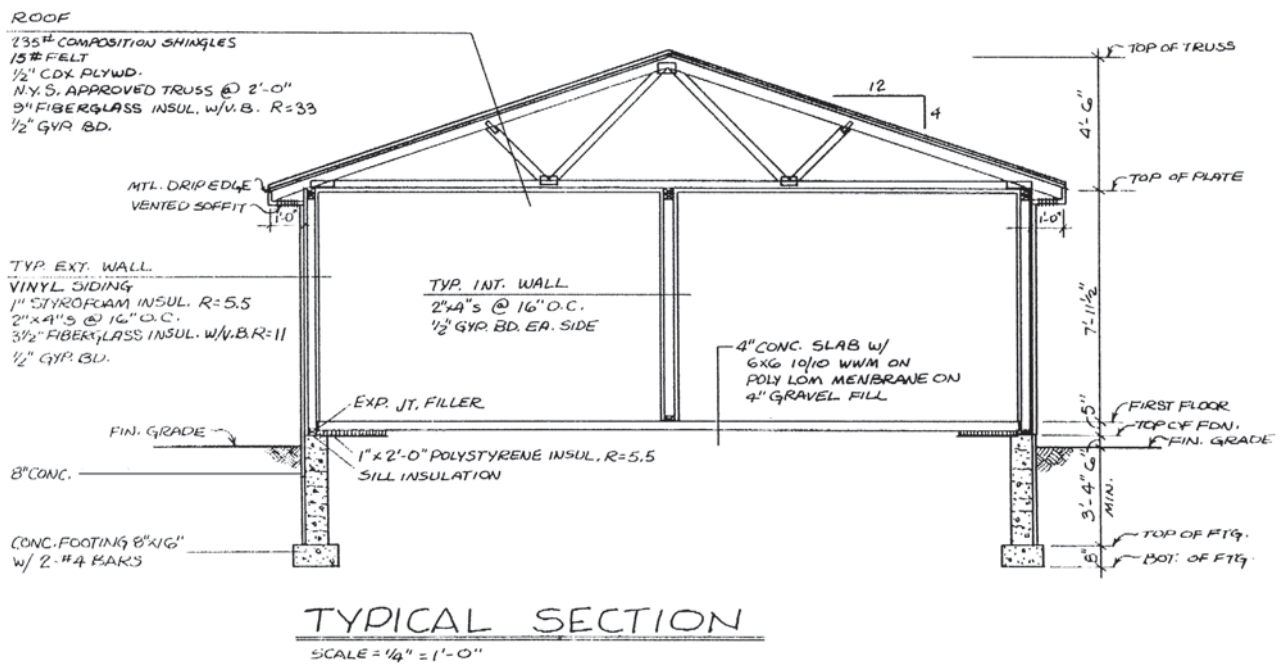 ROOF
235# COMPOSITION SHINGLES
15# FELT
1/2" CDX PLYWD.
N.Y.S. APPROVED TRUSS @ 2'-0"
9" FIBERGLASS INSUL. W/V.B. R=33
1/2" GYP. BD.
12
4
TOP OF TRUSS
4'-6"
MTL. DRIP EDGE
VENTED SOFFIT
1'-0"
1'-0"
TOP OF PLATE
TYP. EXT. WALL
VINYL SIDING
1" STYROFOAM INSUL. R=5.5
2"x4"s @ 16" O.C.
3 1/2" FIBERGLASS INSUL. W/V.B. R=11
1/2" GYP. BD.
TYP. INT. WALL
2"x4"s @ 16" O.C.
1/2" GYP. BD. EA. SIDE
7'-11 1/2"
4" CONC. SLAB W/
6X6 10/10 WWM ON
POLY LOM MENBRANE ON
4" GRAVEL FILL
EXP. JT. FILLER
FIN. GRADE
1" x 2'-0" POLYSTYRENE INSUL. R=5.5
SILL INSULATION
5"
FIRST FLOOR
TOP OF FDN.
FIN. GRADE
6"
3'-4"
MIN.
8" CONC.
CONC. FOOTING 8"x16"
W/ 2-#4 BARS
TOP OF FTG.
8"
BOT. OF FTG.
TYPICAL SECTION
SCALE = 1/4" = 1'-0"